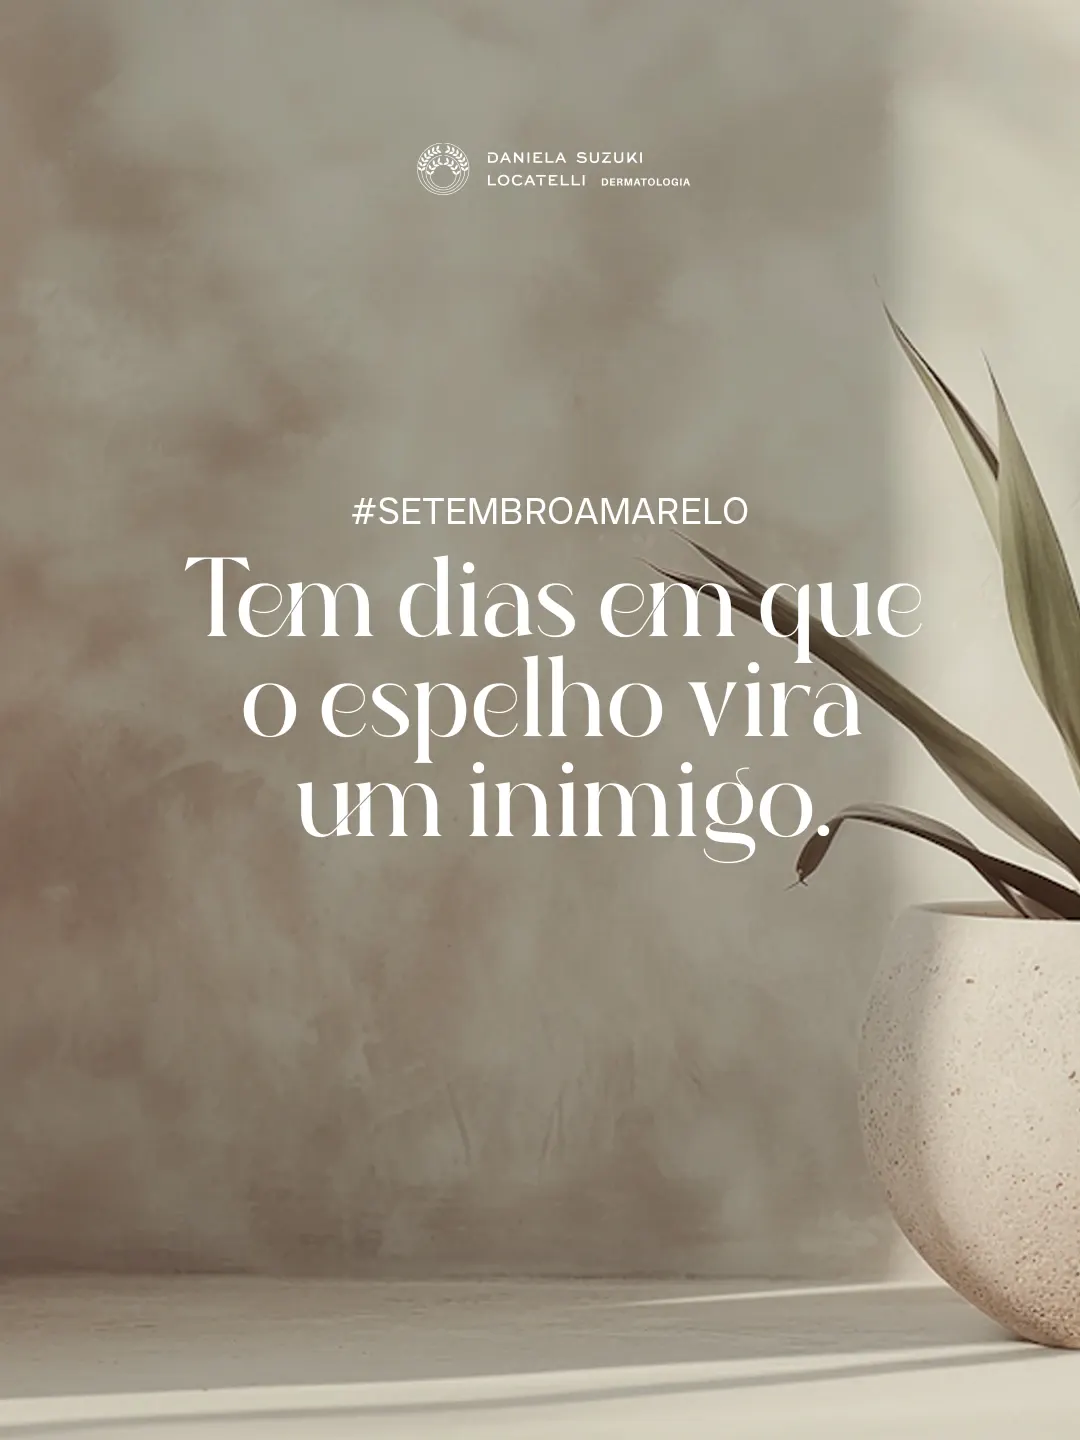 DANIELA SUZUKI
LOCATELLI DERMATOLOGIA
#SETEMBROAMARELO
Tem dias em que
o espelho vira
um inimigo.